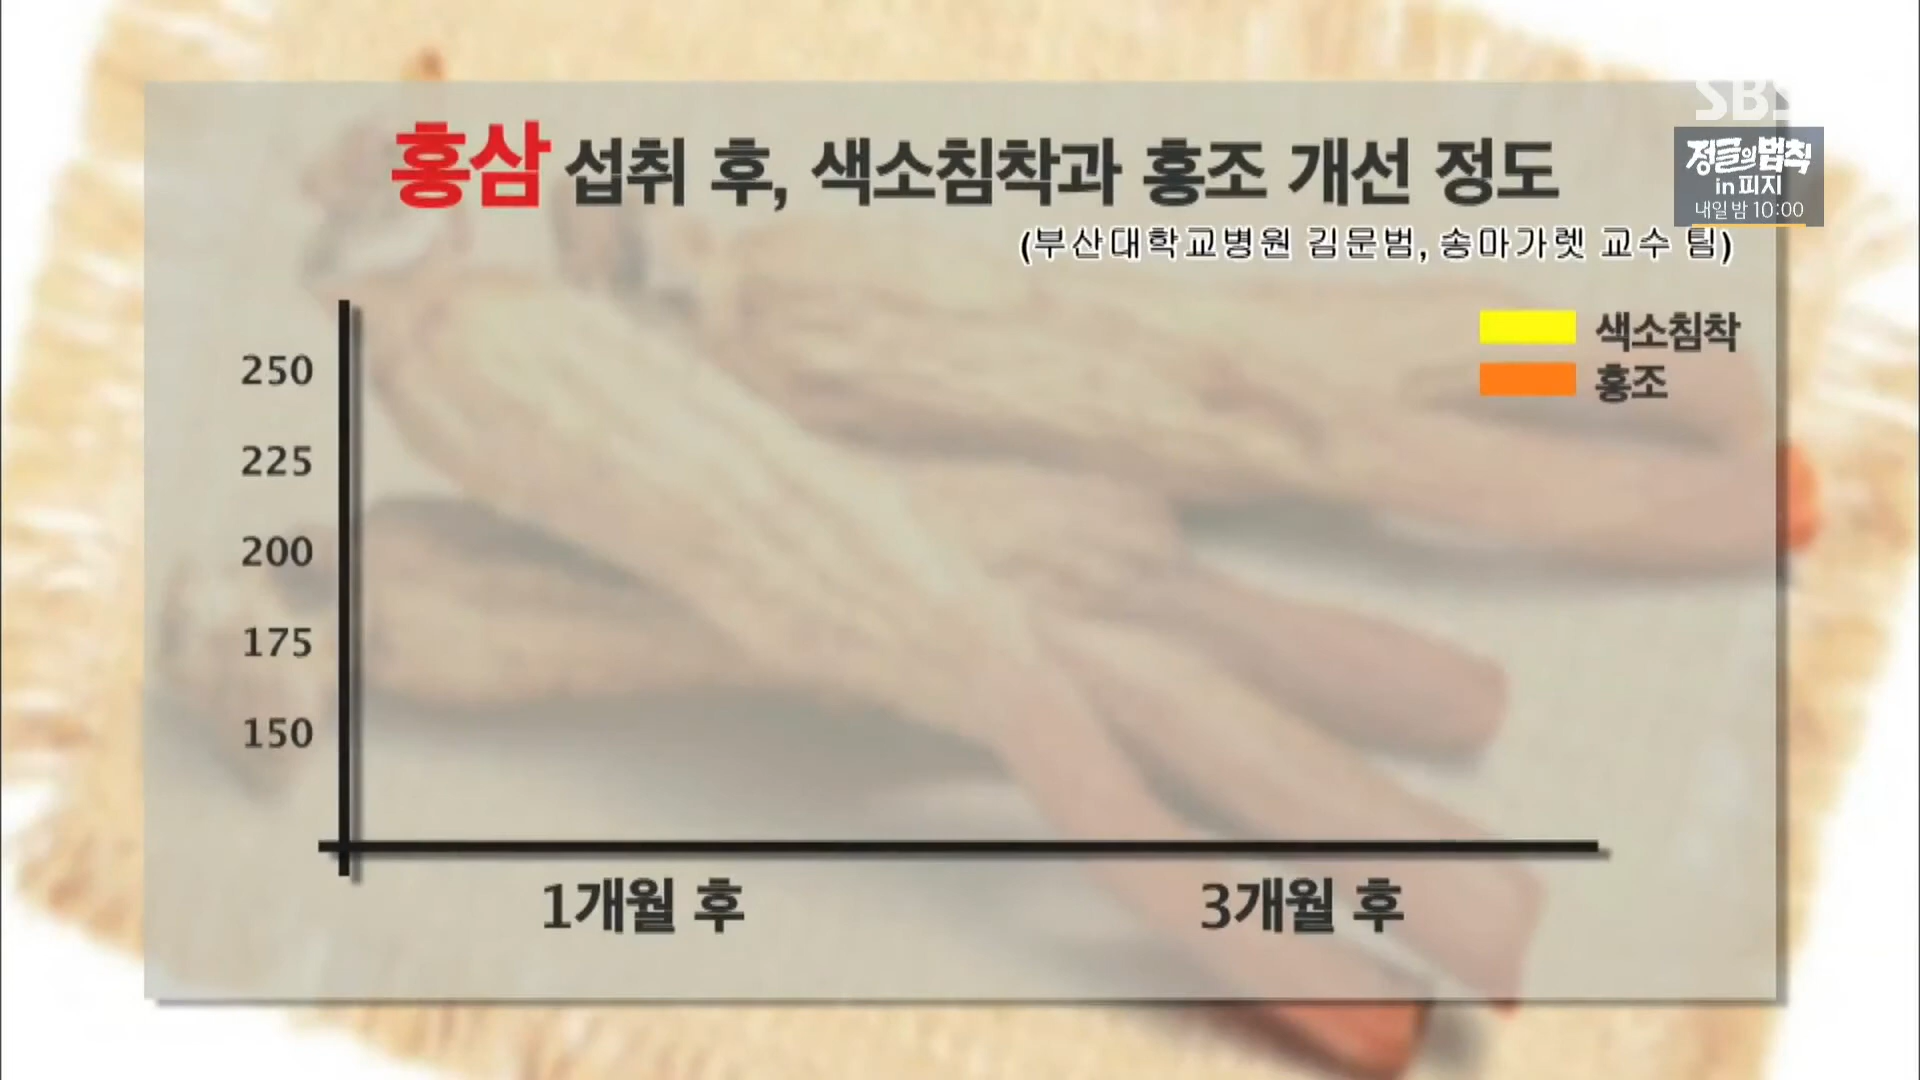 홍삼 섭취 후, 색소침착과 홍조 개선 정도
(부산대학교병원 김문범, 송마가렛 교수 팀)
SBS
정글의 법칙
in 피지
내일 밤 10:00
색소침착
홍조
250
225
200
175
150
1개월 후
3개월 후